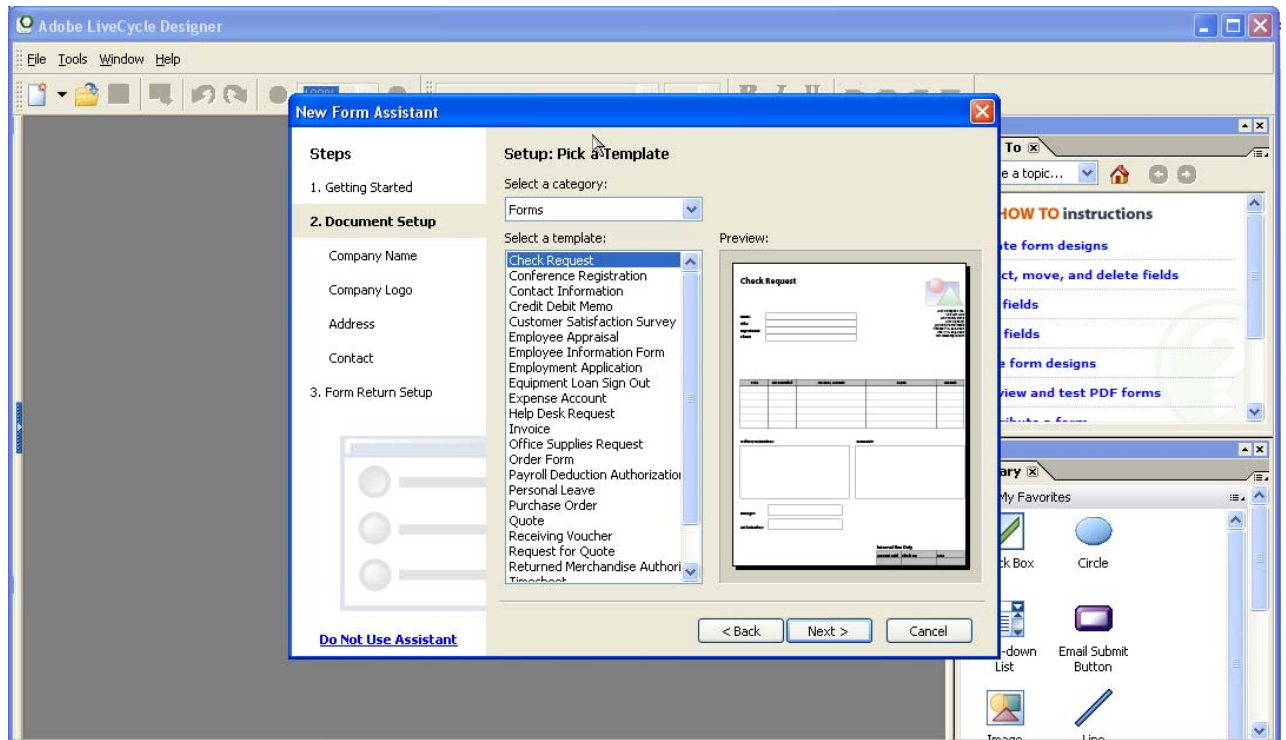 Adobe LiveCycle Designer
File Tools Window Help
New Form Assistant
Steps
1. Getting Started
2. Document Setup
Company Name
Company Logo
Address
Contact
3. Form Return Setup
Do Not Use Assistant
Setup: Pick a Template
Select a category:
Forms
Select a template:
Check Request
Conference Registration
Contact Information
Credit Debit Memo
Customer Satisfaction Survey
Employee Appraisal
Employee Information Form
Employment Application
Equipment Loan Sign Out
Expense Account
Help Desk Request
Invoice
Office Supplies Request
Order Form
Payroll Deduction Authorization
Personal Leave
Purchase Order
Quote
Receiving Voucher
Request for Quote
Returned Merchandise Authori
Timesheet
Preview:
Check Request
< Back Next > Cancel
To
e a topic...
HOW TO instructions
te form designs
ct, move, and delete fields
fields
fields
e form designs
view and test PDF forms
ary
My Favorites
ck Box Circle
-down List
Email Submit Button
Image Line